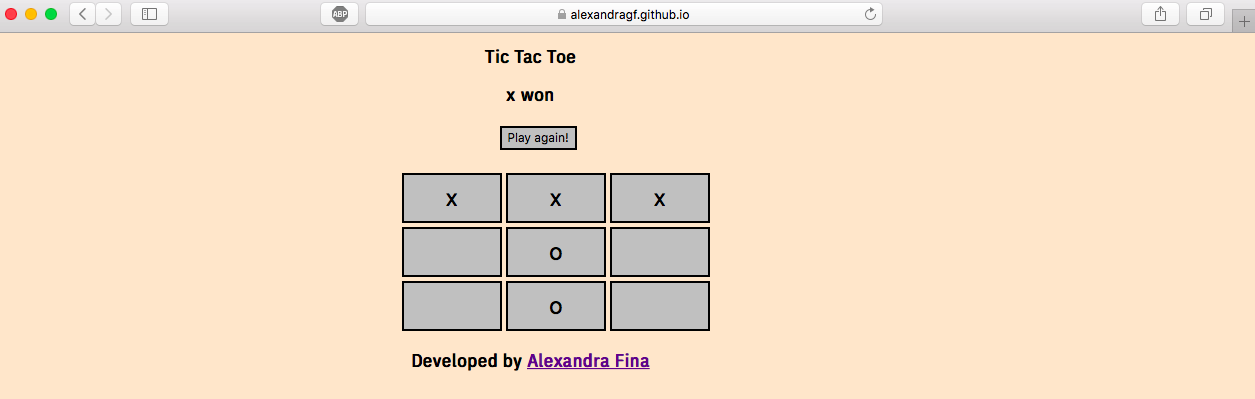 ABP
alexandragf.github.io
Tic Tac Toe
x won
Play again!
X X X
O
O
Developed by Alexandra Fina